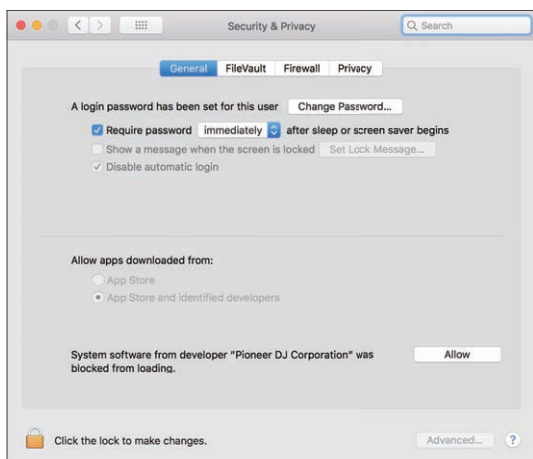 Security & Privacy
Search
General FileVault Firewall Privacy
A login password has been set for this user Change Password...
Require password immediately after sleep or screen saver begins
Show a message when the screen is locked Set Lock Message...
Disable automatic login
Allow apps downloaded from:
App Store
App Store and identified developers
System software from developer "Pioneer DJ Corporation" was Allow
blocked from loading.
Click the lock to make changes. Advanced... ?